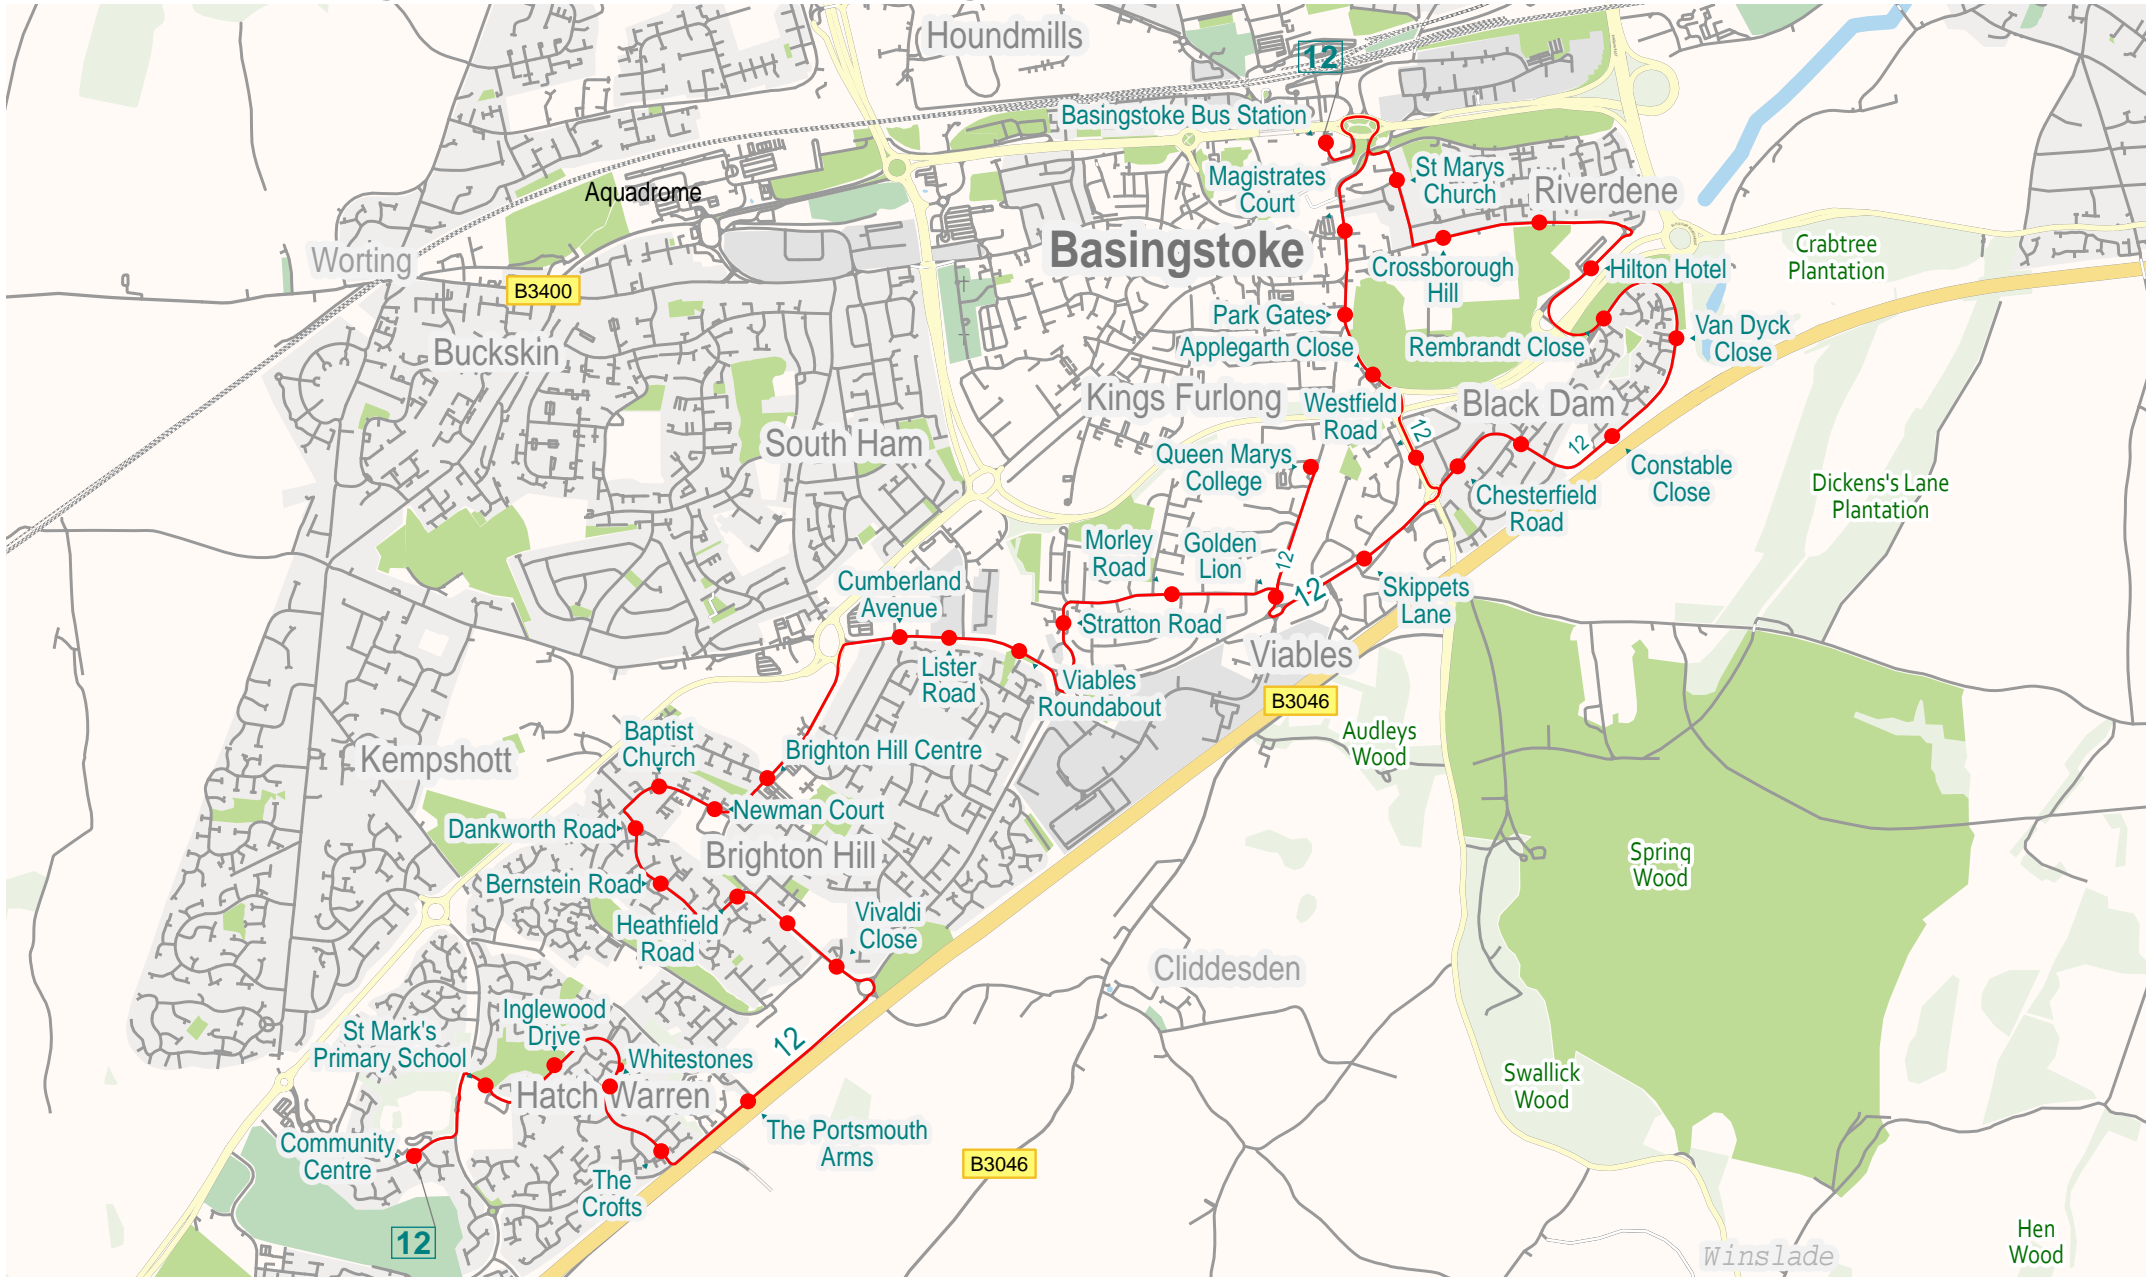 Houndmills
12
Basingstoke Bus Station
Magistrates
Court
St Marys
Church
Riverdene
Aquadrome
Worting
B3400
Basingstoke
Crossborough
Hill
Hilton Hotel
Crabtree
Plantation
Park Gates
Applegarth Close
Rembrandt Close
Van Dyck
Close
Buckskin
Kings Furlong
Westfield
Road
12
Black Dam
12
South Ham
Queen Marys
College
Constable
Close
Chesterfield
Road
Dickens's Lane
Plantation
Morley
Road
Golden
Lion
12
12
Skippets
Lane
Cumberland
Avenue
Stratton Road
Lister
Road
Viables
Roundabout
Viables
B3046
Audleys
Wood
Baptist
Church
Kempshott
Brighton Hill Centre
Newman Court
Dankworth Road
Brighton Hill
Bernstein Road
Spring
Wood
Heathfield
Road
Vivaldi
Close
Cliddesden
Inglewood
Drive
St Mark's
Primary School
Whitestones
12
Hatch Warren
Swallick
Wood
The Portsmouth
Arms
Community
Centre
The
Crofts
B3046
12
Winslade
Hen
Wood